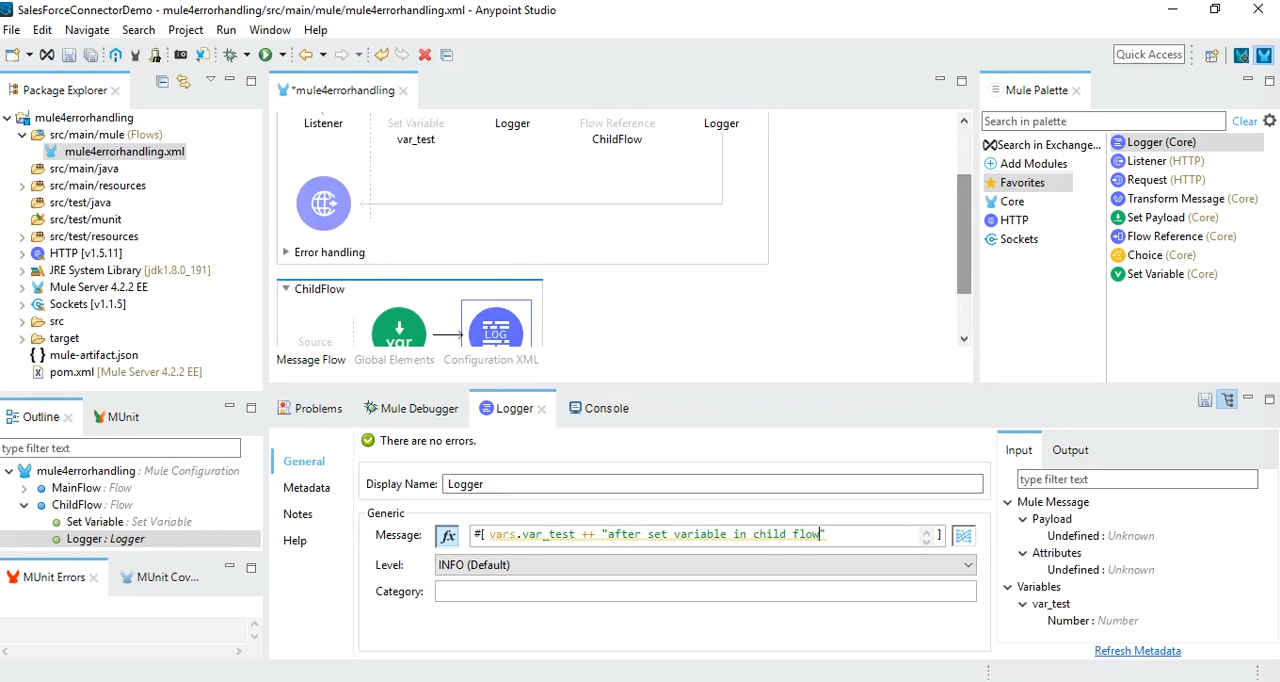 SalesForceConnectorDemo - mule4errorhandling/src/main/mule/mule4errorhandling.xml - Anypoint Studio
File Edit Navigate Search Project Run Window Help
Quick Access
Package Explorer
mule4errorhandling
src/main/mule (Flows)
mule4errorhandling.xml
src/main/java
src/main/resources
src/test/java
src/test/munit
src/test/resources
HTTP [v1.5.11]
JRE System Library [jdk1.8.0_191]
Mule Server 4.2.2 EE
Sockets [v1.1.5]
src
target
mule-artifact.json
pom.xml [Mule Server 4.2.2 EE]
*mule4errorhandling
Listener
Set Variable
var_test
Logger
Flow Reference
ChildFlow
Logger
Error handling
ChildFlow
Source
var
LOG
Message Flow Global Elements Configuration XML
Mule Palette
Search in palette
Clear
Search in Exchange...
Add Modules
Favorites
Core
HTTP
Sockets
Logger (Core)
Listener (HTTP)
Request (HTTP)
Transform Message (Core)
Set Payload (Core)
Flow Reference (Core)
Choice (Core)
Set Variable (Core)
Outline
MUnit
type filter text
mule4errorhandling : Mule Configuration
MainFlow : Flow
ChildFlow : Flow
Set Variable : Set Variable
Logger : Logger
MUnit Errors
MUnit Cov...
Problems
Mule Debugger
Logger
Console
There are no errors.
General
Metadata
Notes
Help
Display Name: Logger
Generic
Message: fx #[ vars.var_test ++ "after set variable in child flow" ]
Level: INFO (Default)
Category:
Input
Output
type filter text
Mule Message
Payload
Undefined : Unknown
Attributes
Undefined : Unknown
Variables
var_test
Number : Number
Refresh Metadata